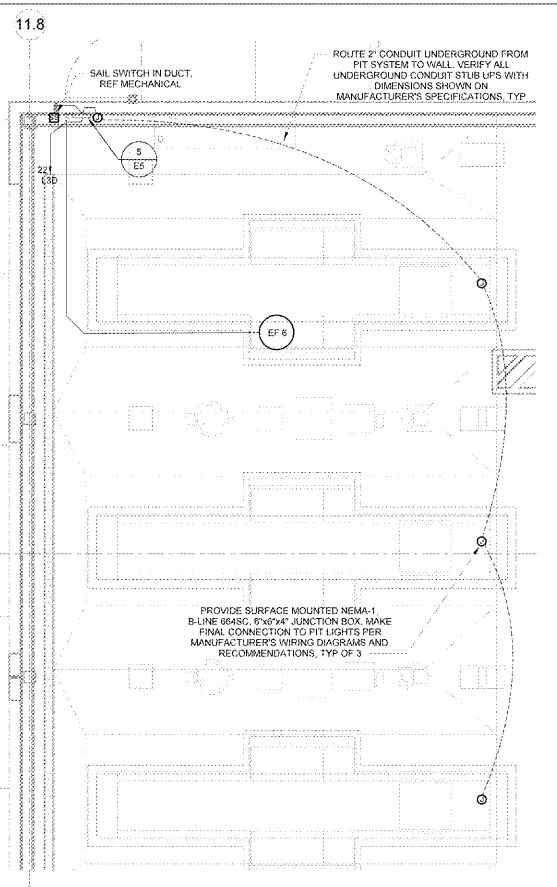 11.8
ROUTE 2" CONDUIT UNDERGROUND FROM
PIT SYSTEM TO WALL. VERIFY ALL
UNDERGROUND CONDUIT STUB UPS WITH
DIMENSIONS SHOWN ON
MANUFACTURER'S SPECIFICATIONS, TYP
SAIL SWITCH IN DUCT,
REF MECHANICAL
5
E5
22
L3D
EF 6
PROVIDE SURFACE MOUNTED NEMA-1,
B-LINE 664SC, 6"x6"x4" JUNCTION BOX. MAKE
FINAL CONNECTION TO PIT LIGHTS PER
MANUFACTURER'S WIRING DIAGRAMS AND
RECOMMENDATIONS, TYP OF 3